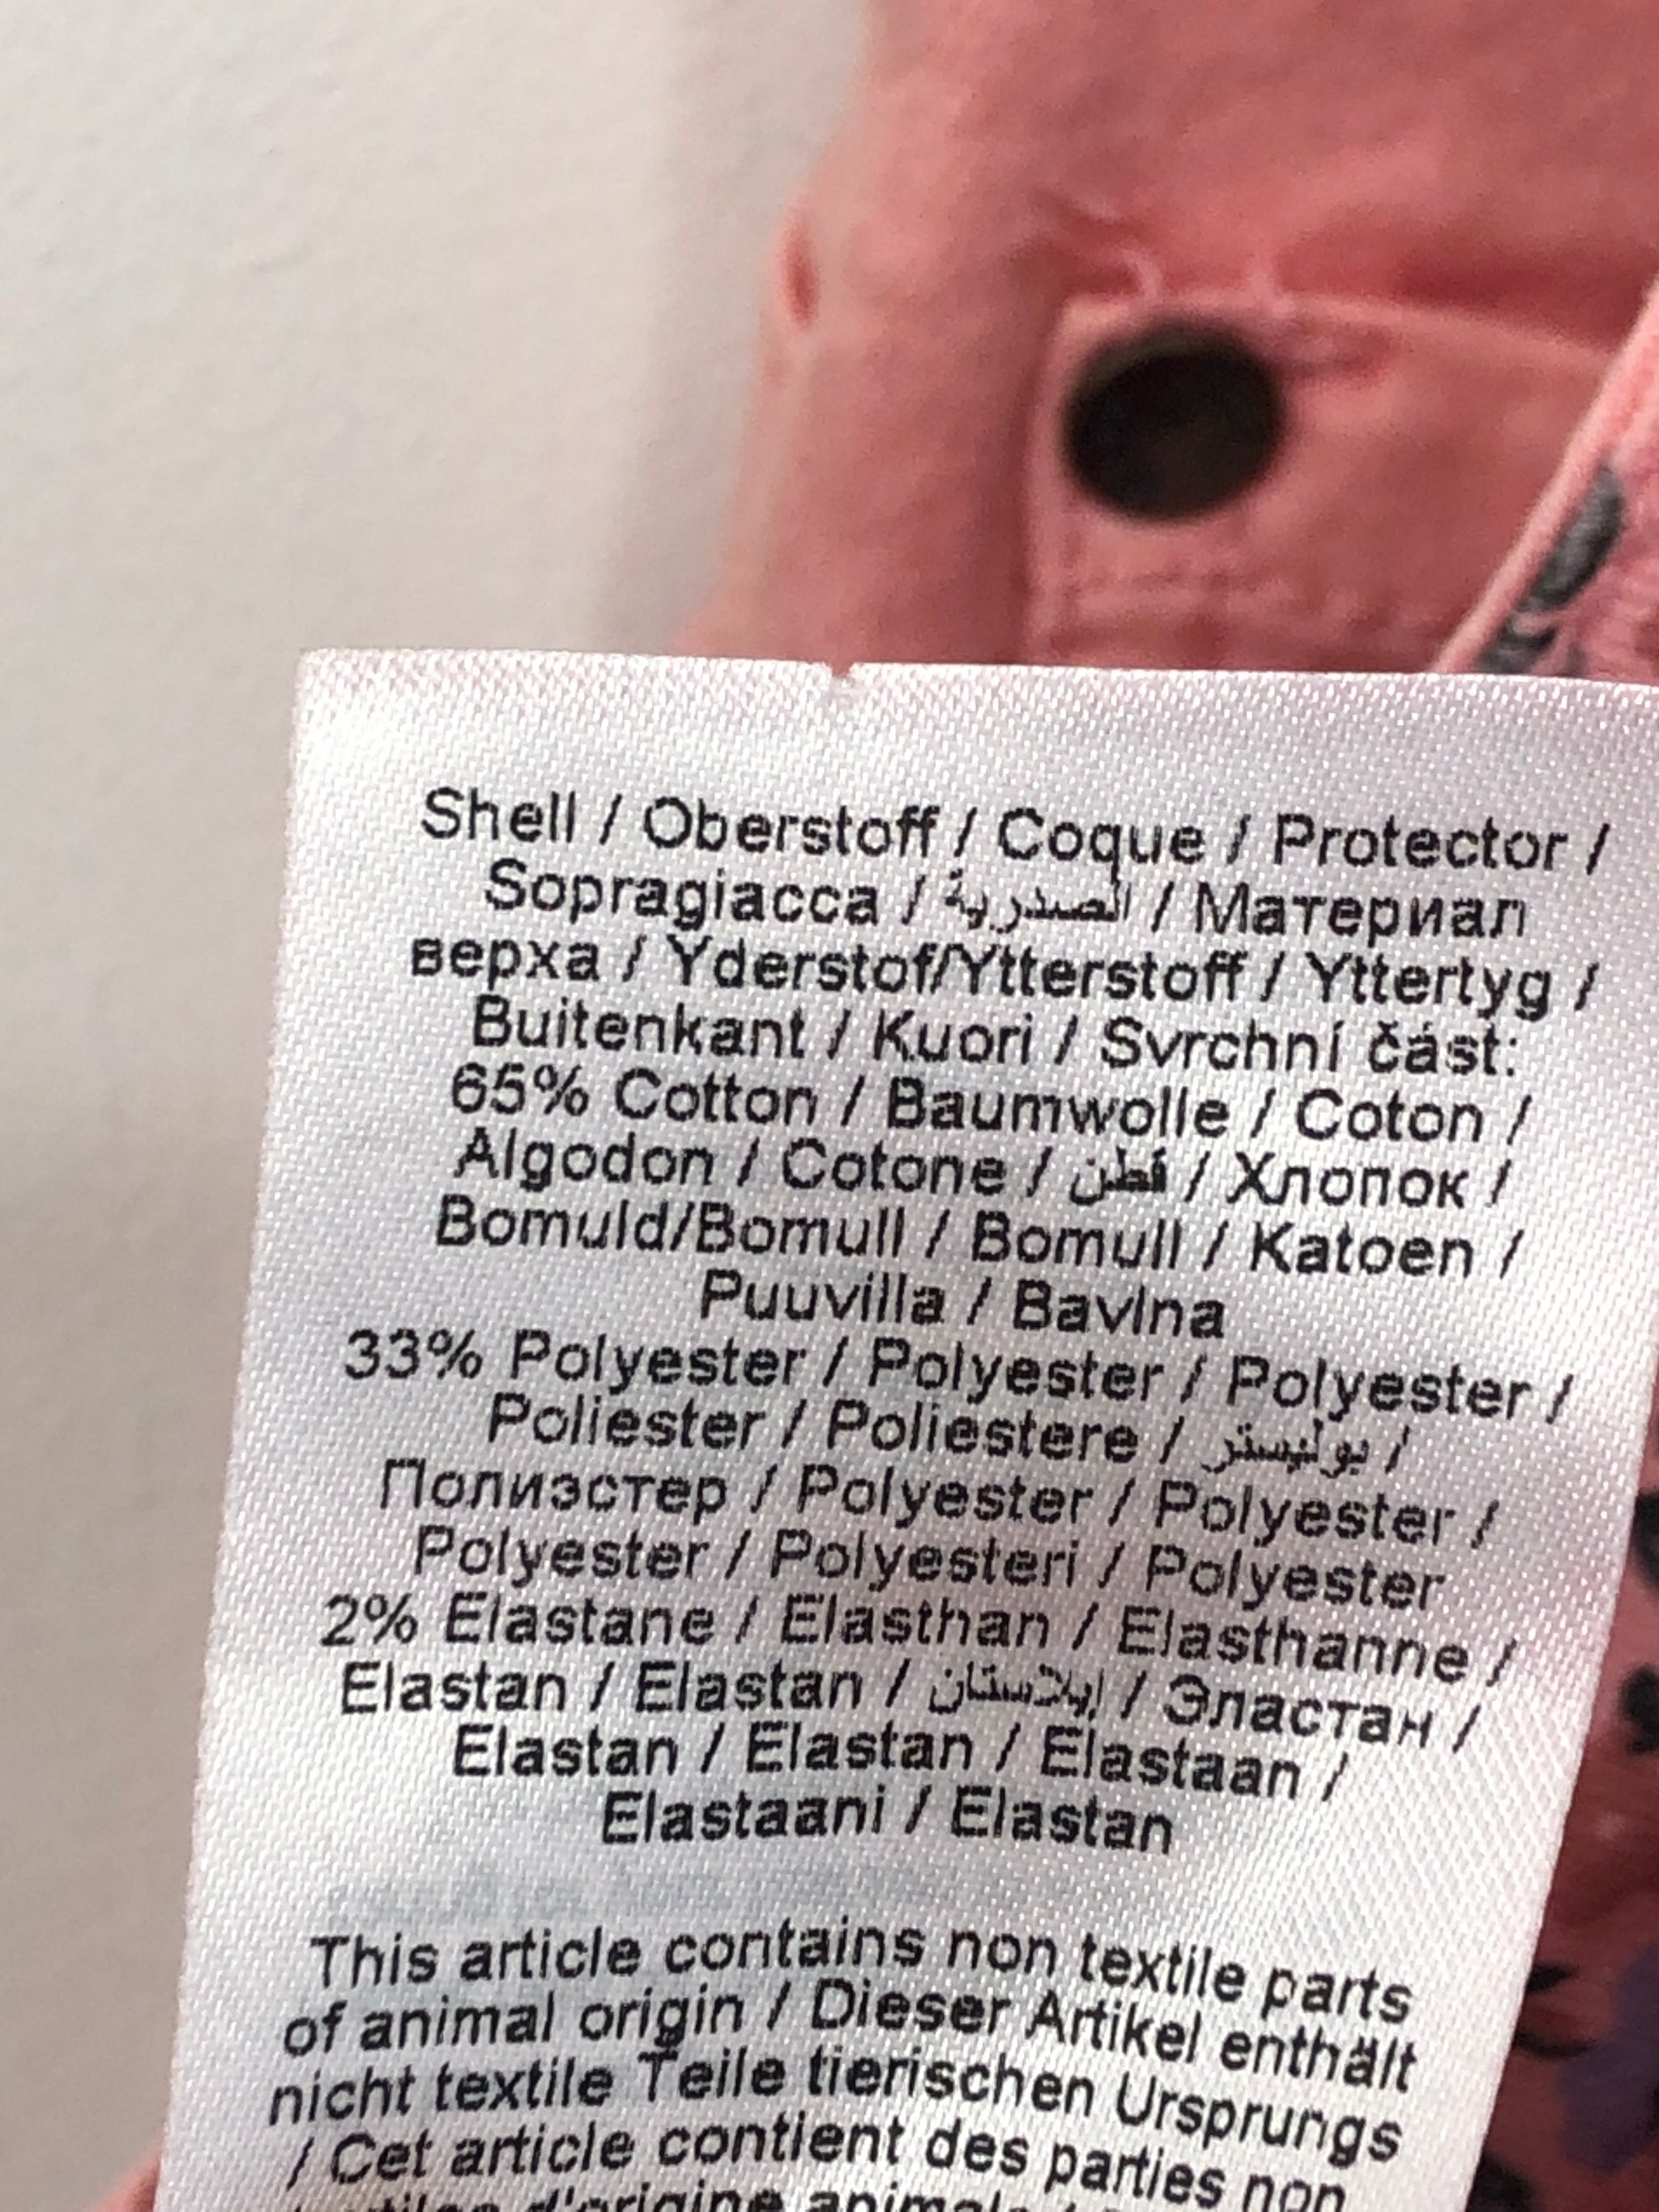 Shell / Oberstoff / Coque / Protector /
Sopragiacca / الصدرية / Материал
верха / Yderstof/Ytterstoff / Yttertyg /
Buitenkant / Kuori / Svrchní část:
65% Cotton / Baumwolle / Coton /
Algodon / Cotone / قطن / Хлопок /
Bomuld/Bomull / Bomull / Katoen /
Puuvilla / Bavlna
33% Polyester / Polyester / Polyester /
Poliester / Poliestere / بوليستر /
Полиэстер / Polyester / Polyester /
Polyester / Polyesteri / Polyester
2% Elastane / Elasthan / Elasthanne /
Elastan / Elastan / إيلاستان / Эластан /
Elastan / Elastan / Elastaan /
Elastaani / Elastan
This article contains non textile parts
of animal origin / Dieser Artikel enthält
nicht textile Teile tierischen Ursprungs
/ Cet article contient des parties non
d'origine